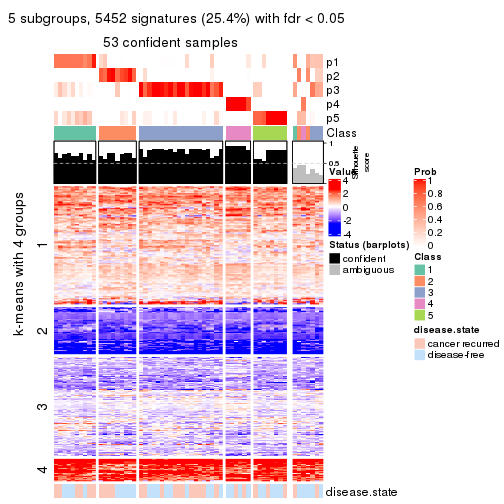 5 subgroups, 5452 signatures (25.4%) with fdr < 0.05
53 confident samples
p1
p2
p3
p4
p5
Class
1
0.5
0
Silhouette
score
k-means with 4 groups
1
2
3
4
disease.state
Value
4
2
0
-2
-4
Status (barplots)
confident
ambiguous
Prob
1
0.8
0.6
0.4
0.2
0
Class
1
2
3
4
5
disease.state
cancer recurred
disease-free